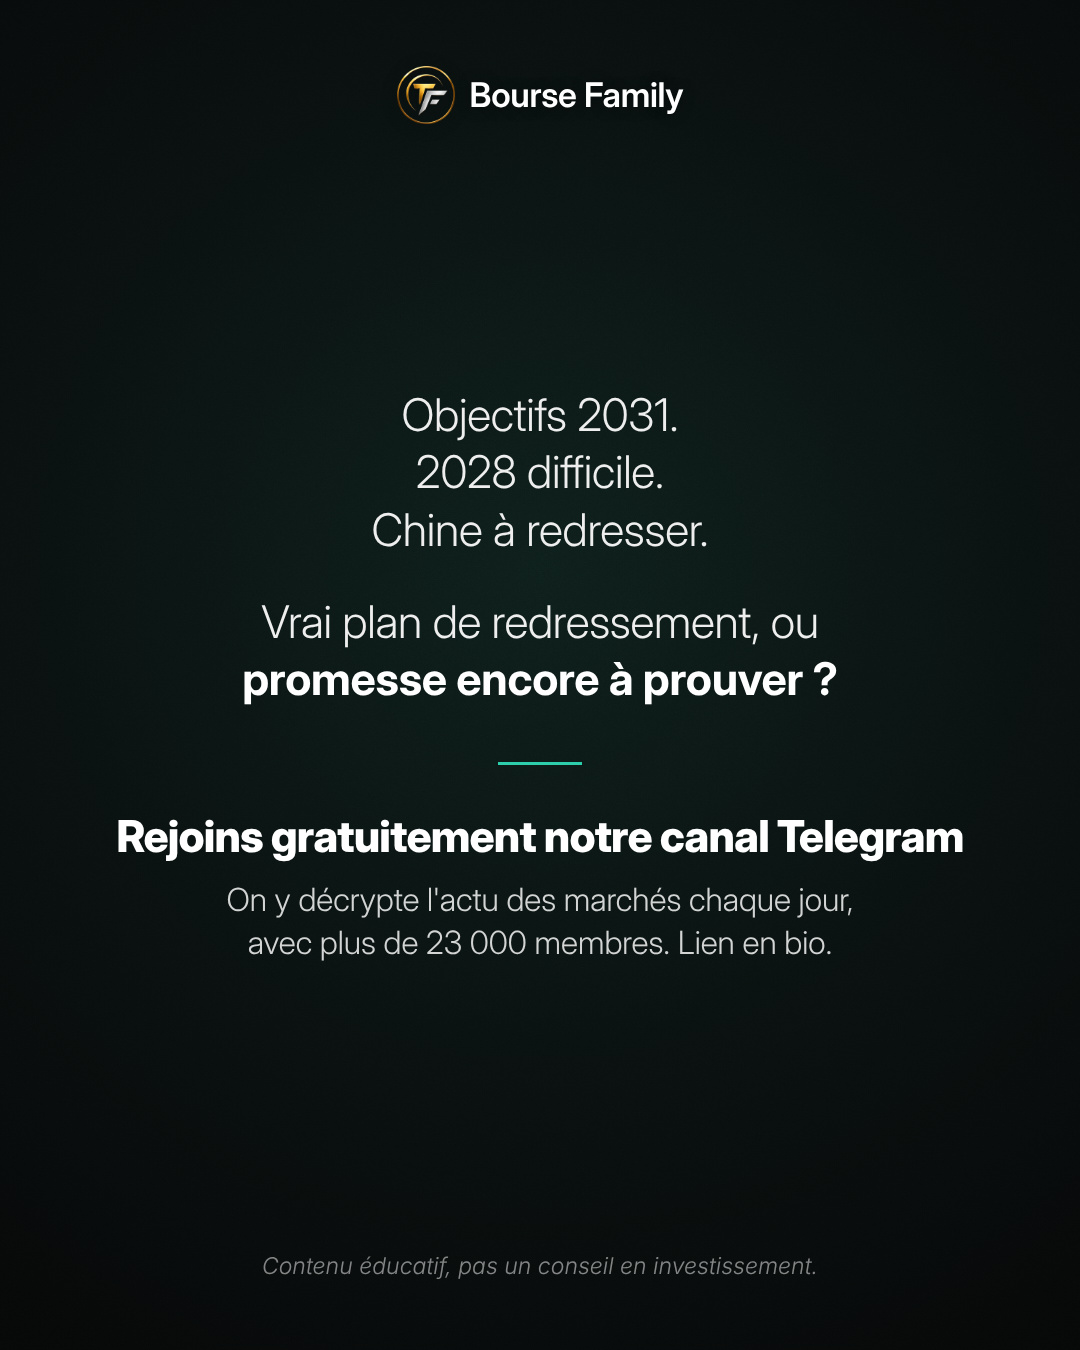 TF Bourse Family
Objectifs 2031.
2028 difficile.
Chine à redresser.
Vrai plan de redressement, ou
promesse encore à prouver ?
Rejoins gratuitement notre canal Telegram
On y décrypte l'actu des marchés chaque jour,
avec plus de 23 000 membres. Lien en bio.
Contenu éducatif, pas un conseil en investissement.